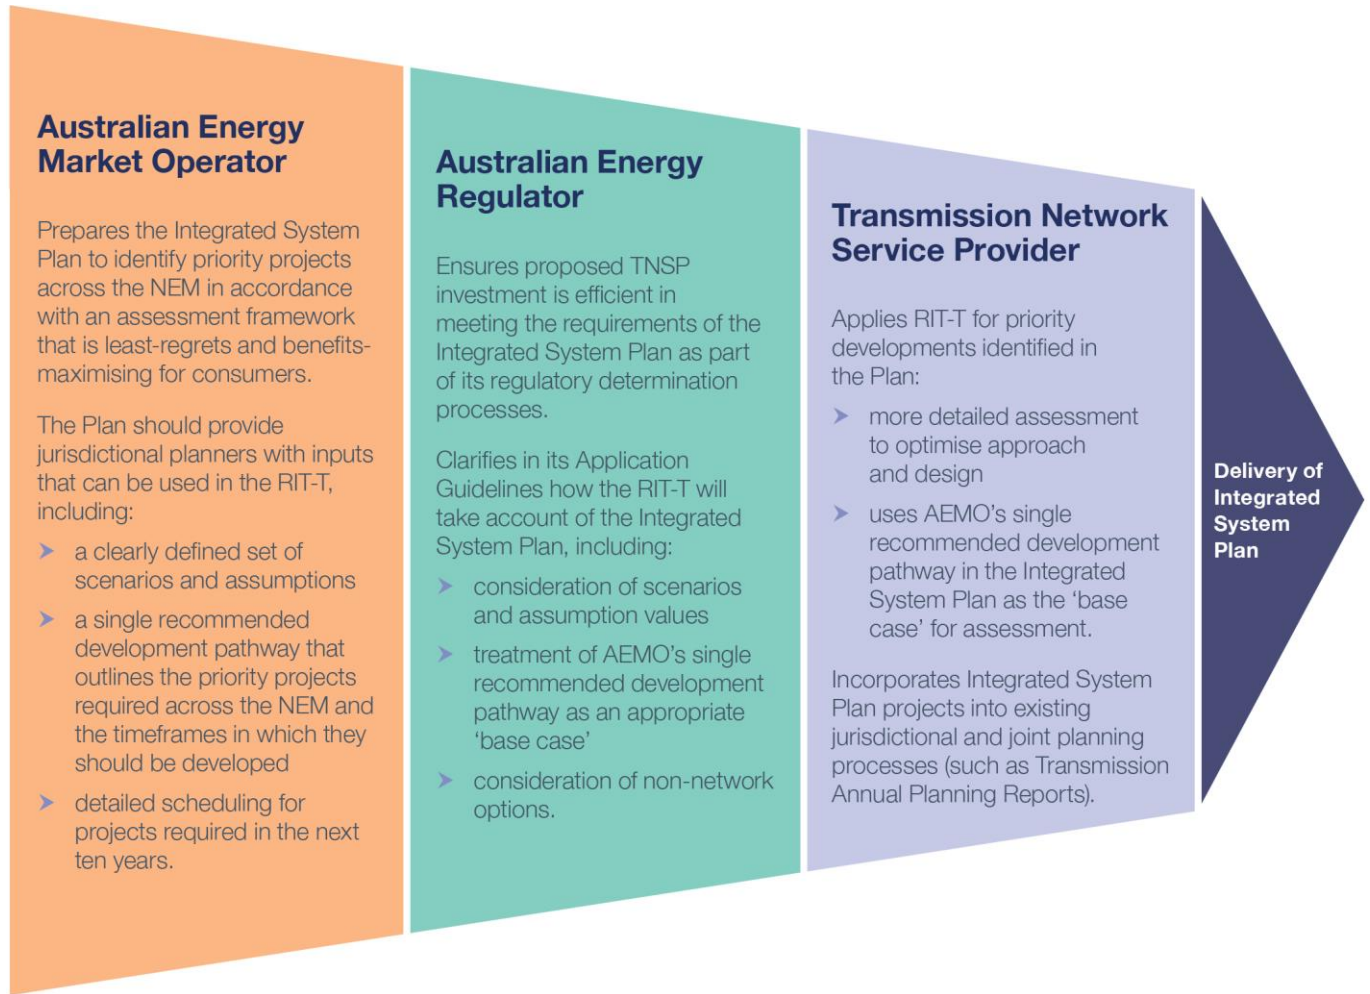 Australian Energy
Market Operator
Prepares the Integrated System
Plan to identify priority projects
across the NEM in accordance
with an assessment framework
that is least-regrets and benefits-
maximising for consumers.
The Plan should provide
jurisdictional planners with inputs
that can be used in the RIT-T,
including:
➤ a clearly defined set of
scenarios and assumptions
➤ a single recommended
development pathway that
outlines the priority projects
required across the NEM and
the timeframes in which they
should be developed
➤ detailed scheduling for
projects required in the next
ten years.
Australian Energy
Regulator
Ensures proposed TNSP
investment is efficient in
meeting the requirements of the
Integrated System Plan as part
of its regulatory determination
processes.
Clarifies in its Application
Guidelines how the RIT-T will
take account of the Integrated
System Plan, including:
➤ consideration of scenarios
and assumption values
➤ treatment of AEMO’s single
recommended development
pathway as an appropriate
‘base case’
➤ consideration of non-network
options.
Transmission Network
Service Provider
Applies RIT-T for priority
developments identified in
the Plan:
➤ more detailed assessment
to optimise approach
and design
➤ uses AEMO’s single
recommended development
pathway in the Integrated
System Plan as the ‘base
case’ for assessment.
Incorporates Integrated System
Plan projects into existing
jurisdictional and joint planning
processes (such as Transmission
Annual Planning Reports).
Delivery of
Integrated
System
Plan